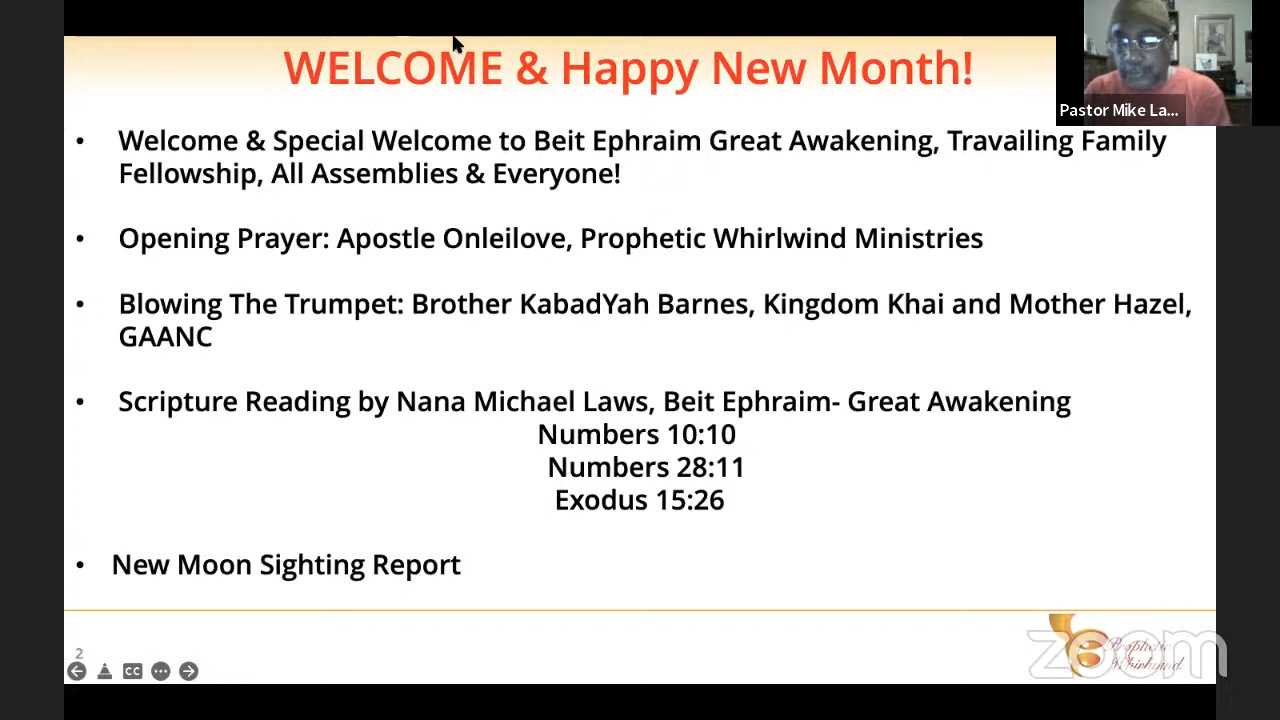 WELCOME & Happy New Month!
Pastor Mike La...
• Welcome & Special Welcome to Beit Ephraim Great Awakening, Travailing Family
Fellowship, All Assemblies & Everyone!
• Opening Prayer: Apostle Onleilove, Prophetic Whirlwind Ministries
• Blowing The Trumpet: Brother KabadYah Barnes, Kingdom Khai and Mother Hazel,
GAANC
• Scripture Reading by Nana Michael Laws, Beit Ephraim- Great Awakening
Numbers 10:10
Numbers 28:11
Exodus 15:26
• New Moon Sighting Report
2
CC
zoom
Prophetic
Whirlwind